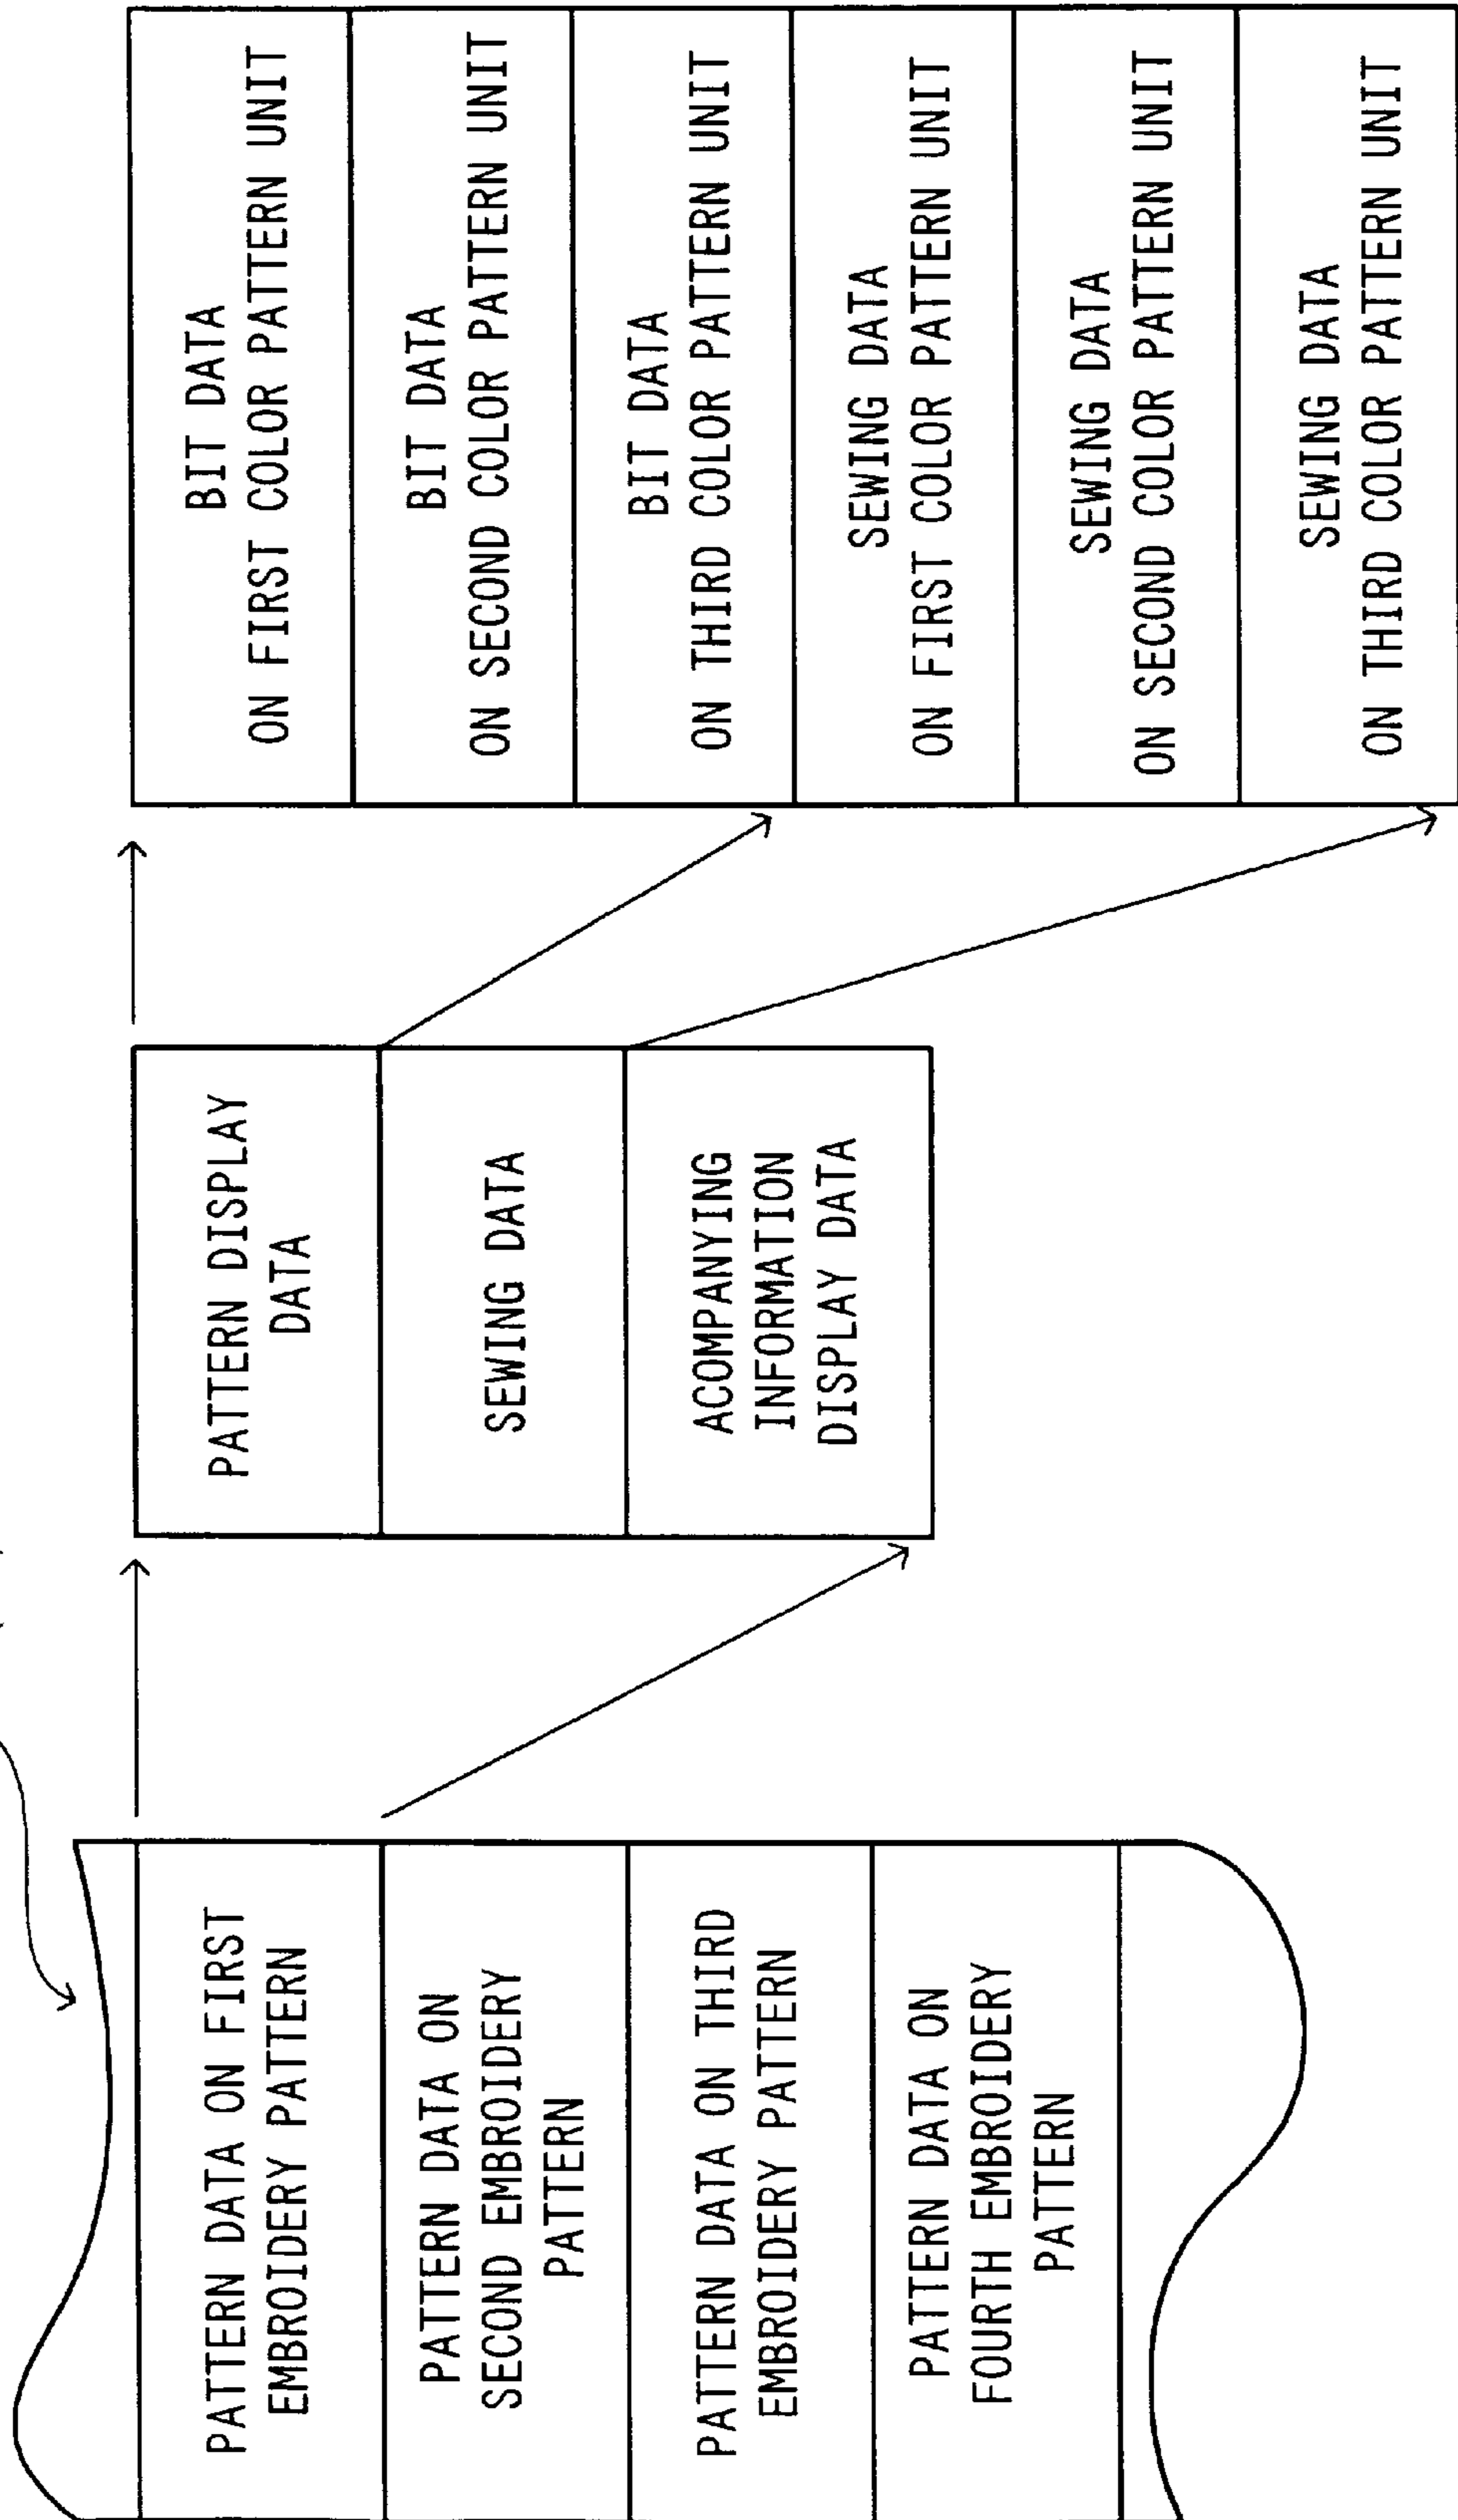 PATTERN DATA ON FIRST
EMBROIDERY PATTERN
PATTERN DATA ON
SECOND EMBROIDERY
PATTERN
PATTERN DATA ON THIRD
EMBROIDERY PATTERN
PATTERN DATA ON
FOURTH EMBROIDERY
PATTERN
PATTERN DISPLAY
DATA
SEWING DATA
ACOMPANYING
INFORMATION
DISPLAY DATA
BIT DATA
ON FIRST COLOR PATTERN UNIT
BIT DATA
ON SECOND COLOR PATTERN UNIT
BIT DATA
ON THIRD COLOR PATTERN UNIT
SEWING DATA
ON FIRST COLOR PATTERN UNIT
SEWING DATA
ON SECOND COLOR PATTERN UNIT
SEWING DATA
ON THIRD COLOR PATTERN UNIT